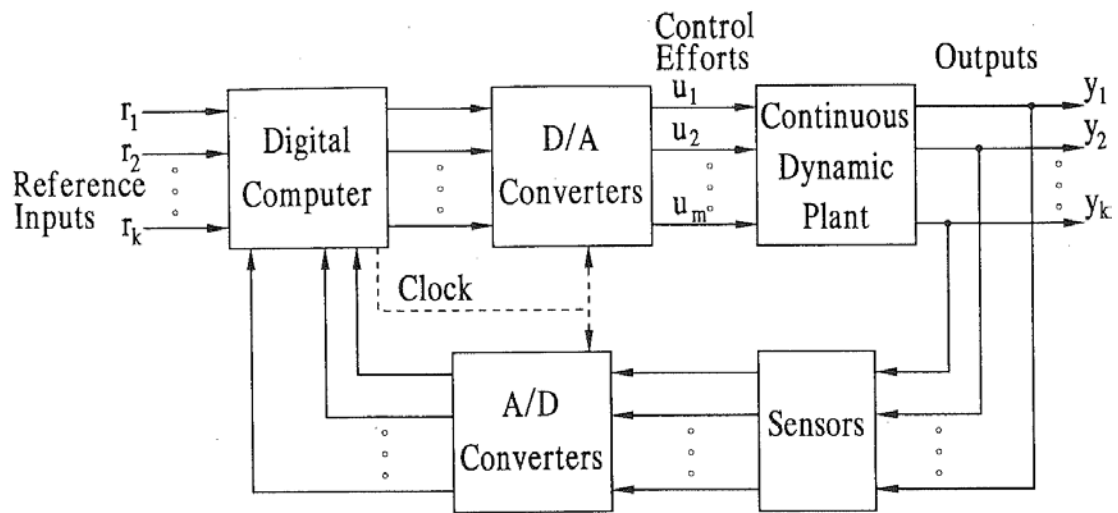 Control
Efforts
Outputs
r₁
r₂
rₖ
Reference
Inputs
Digital
Computer
D/A
Converters
u₁
u₂
uₘ
Continuous
Dynamic
Plant
y₁
y₂
yₖ
Clock
A/D
Converters
Sensors